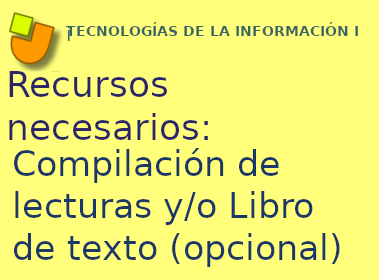 TECNOLOGÍAS DE LA INFORMACIÓN I
Recursos
necesarios:
Compilación de
lecturas y/o Libro
de texto (opcional)